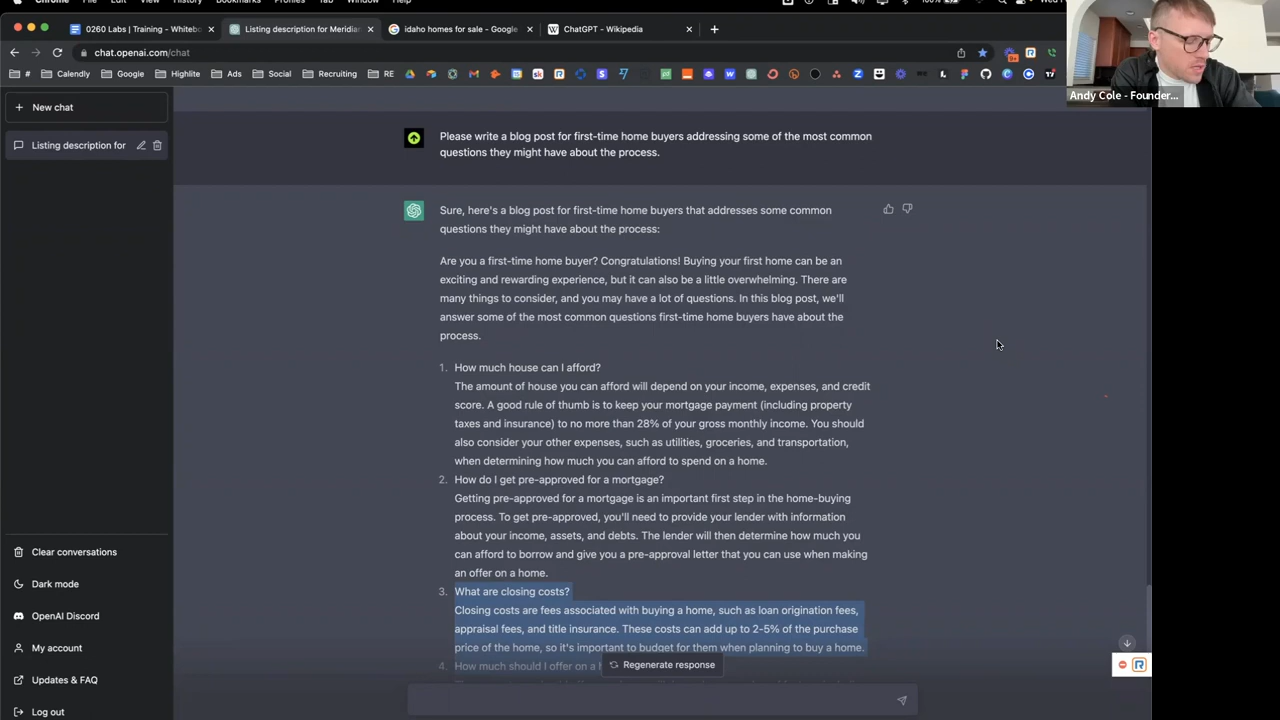 Chrome File Edit View History Bookmarks Profiles Tab Window Help
0260 Labs | Training - Whitebo
Listing description for Meridian
idaho homes for sale - Google
ChatGPT - Wikipedia
chat.openai.com/chat
#
Calendly
Google
Highlite
Ads
Social
Recruiting
RE
Andy Cole - Founder...
New chat
Listing description for
Please write a blog post for first-time home buyers addressing some of the most common
questions they might have about the process.
Sure, here's a blog post for first-time home buyers that addresses some common
questions they might have about the process:
Are you a first-time home buyer? Congratulations! Buying your first home can be an
exciting and rewarding experience, but it can also be a little overwhelming. There are
many things to consider, and you may have a lot of questions. In this blog post, we'll
answer some of the most common questions first-time home buyers have about the
process.
1. How much house can I afford?
The amount of house you can afford will depend on your income, expenses, and credit
score. A good rule of thumb is to keep your mortgage payment (including property
taxes and insurance) to no more than 28% of your gross monthly income. You should
also consider your other expenses, such as utilities, groceries, and transportation,
when determining how much you can afford to spend on a home.
2. How do I get pre-approved for a mortgage?
Getting pre-approved for a mortgage is an important first step in the home-buying
process. To get pre-approved, you'll need to provide your lender with information
about your income, assets, and debts. The lender will then determine how much you
can afford to borrow and give you a pre-approval letter that you can use when making
an offer on a home.
3. What are closing costs?
Closing costs are fees associated with buying a home, such as loan origination fees,
appraisal fees, and title insurance. These costs can add up to 2-5% of the purchase
price of the home, so it's important to budget for them when planning to buy a home.
4. How much should I offer on a h
Regenerate response
Clear conversations
Dark mode
OpenAI Discord
My account
Updates & FAQ
Log out